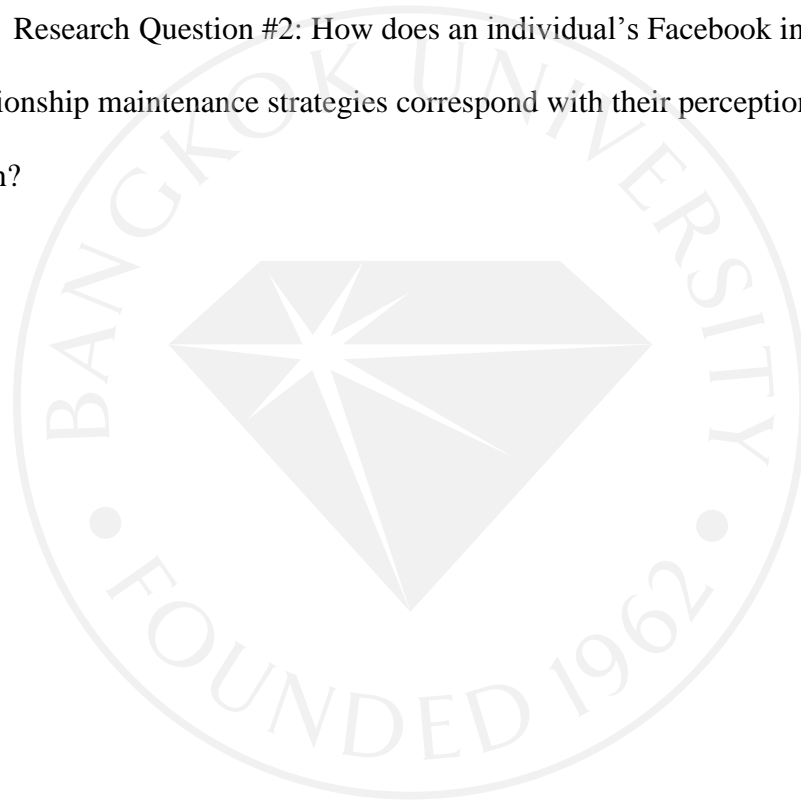 Research Question #2: How does an individual’s Facebook in
ionship maintenance strategies correspond with their perception
n?
BANGKOK UNIVERSITY
FOUNDED 1962